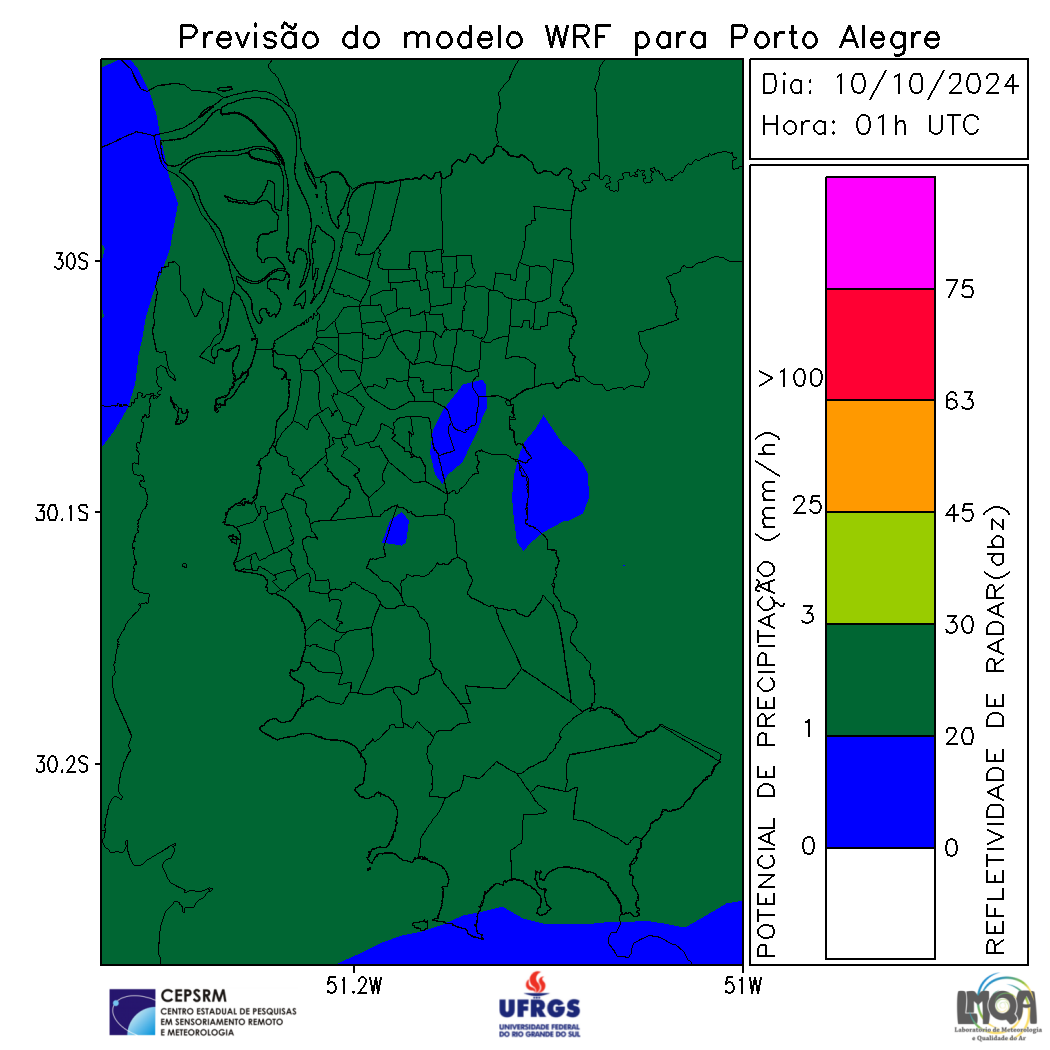 Previsão do modelo WRF para Porto Alegre
Dia: 10/10/2024
Hora: 01h UTC
30S
30.1S
30.2S
51.2W
51W
POTENCIAL DE PRECIPITAÇÃO (mm/h)
>100
25
3
1
0
75
63
45
30
20
0
REFLETIVIDADE DE RADAR(dbz)
CEPSRM
CENTRO ESTADUAL DE PESQUISAS
EM SENSORIAMENTO REMOTO
E METEOROLOGIA
UFRGS
UNIVERSIDADE FEDERAL
DO RIO GRANDE DO SUL
LMQA
Laboratório de Meteorologia
e Qualidade do Ar